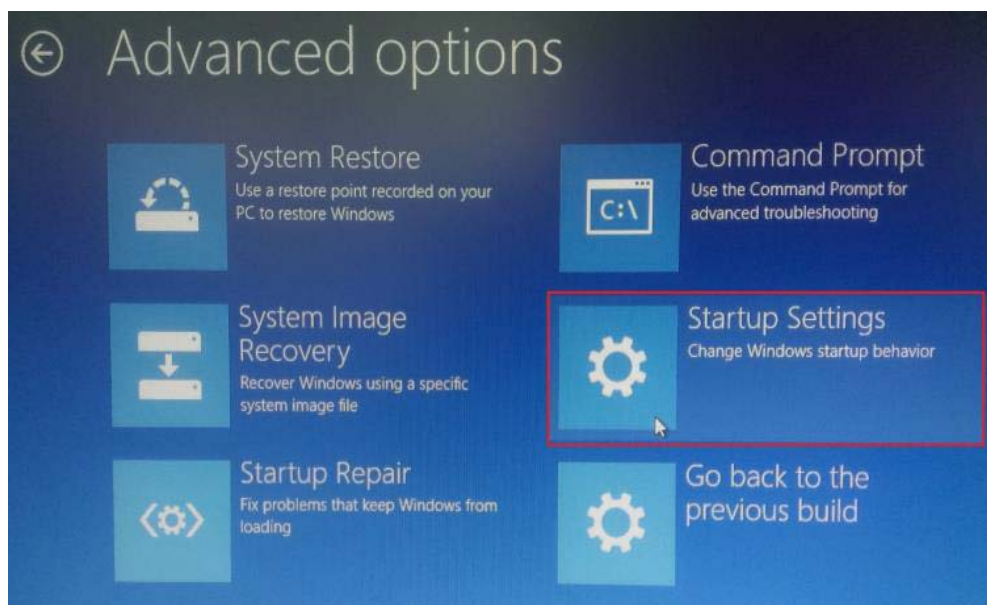 Advanced options
System Restore
Use a restore point recorded on your
PC to restore Windows
Command Prompt
Use the Command Prompt for
advanced troubleshooting
C:\
System Image
Recovery
Recover Windows using a specific
system image file
Startup Settings
Change Windows startup behavior
Startup Repair
Fix problems that keep Windows from
loading
Go back to the
previous build